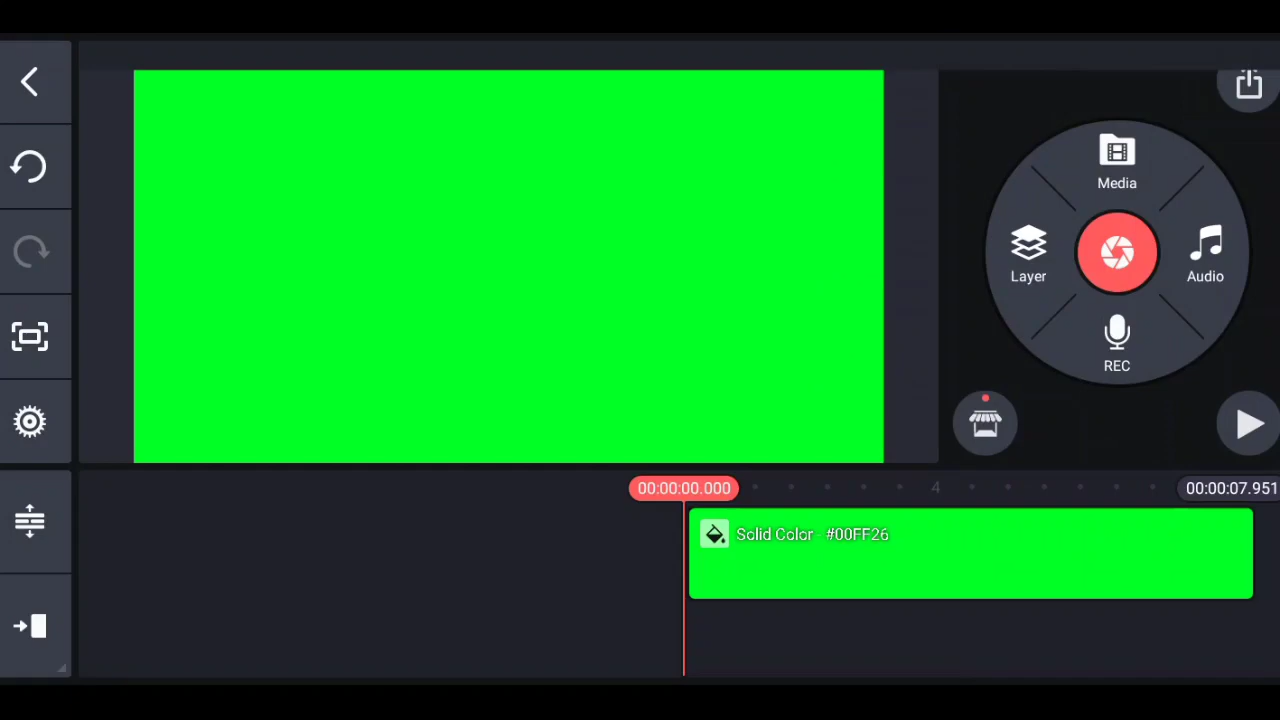 Media
Layer
Audio
REC
00:00:00.000
4
00:00:07.951
Solid Color - #00FF26